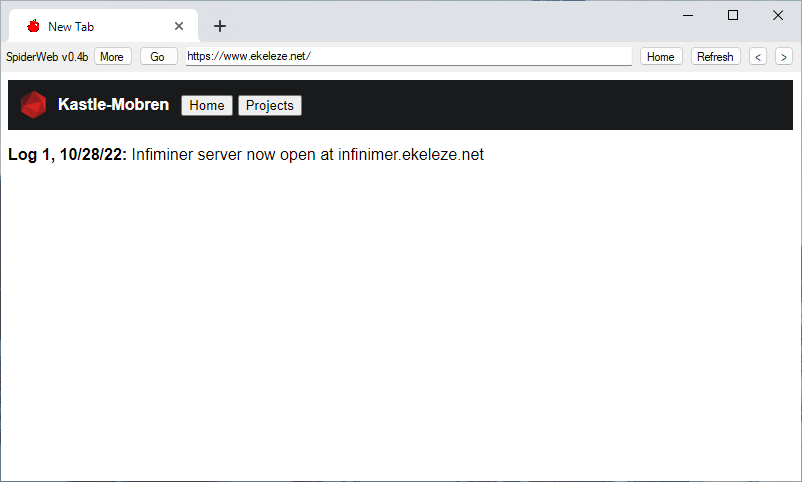 New Tab
SpiderWeb v0.4b More Go https://www.ekeleze.net/ Home Refresh < >
Kastle-Mobren Home Projects
Log 1, 10/28/22: Infiminer server now open at infinimer.ekeleze.net